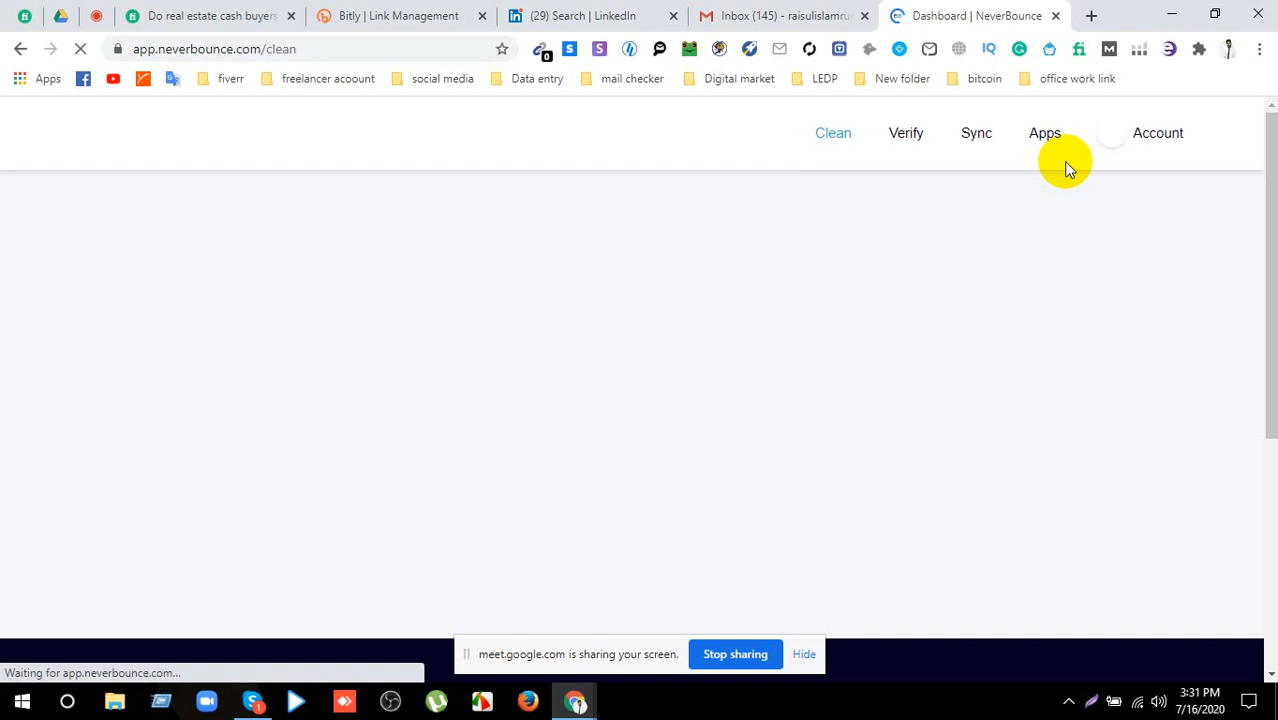 Do real estate cash buyers
Bitly | Link Management
(29) Search | LinkedIn
Inbox (145) - raisulislamru
Dashboard | NeverBounce
app.neverbounce.com/clean
0
Apps
fiverr
freelancer acoount
social media
Data entry
mail checker
Digital market
LEDP
New folder
bitcoin
office work link
Clean
Verify
Sync
Apps
Account
meet.google.com is sharing your screen.
Stop sharing
Hide
Waiting for app.neverbounce.com...
3:31 PM
7/16/2020